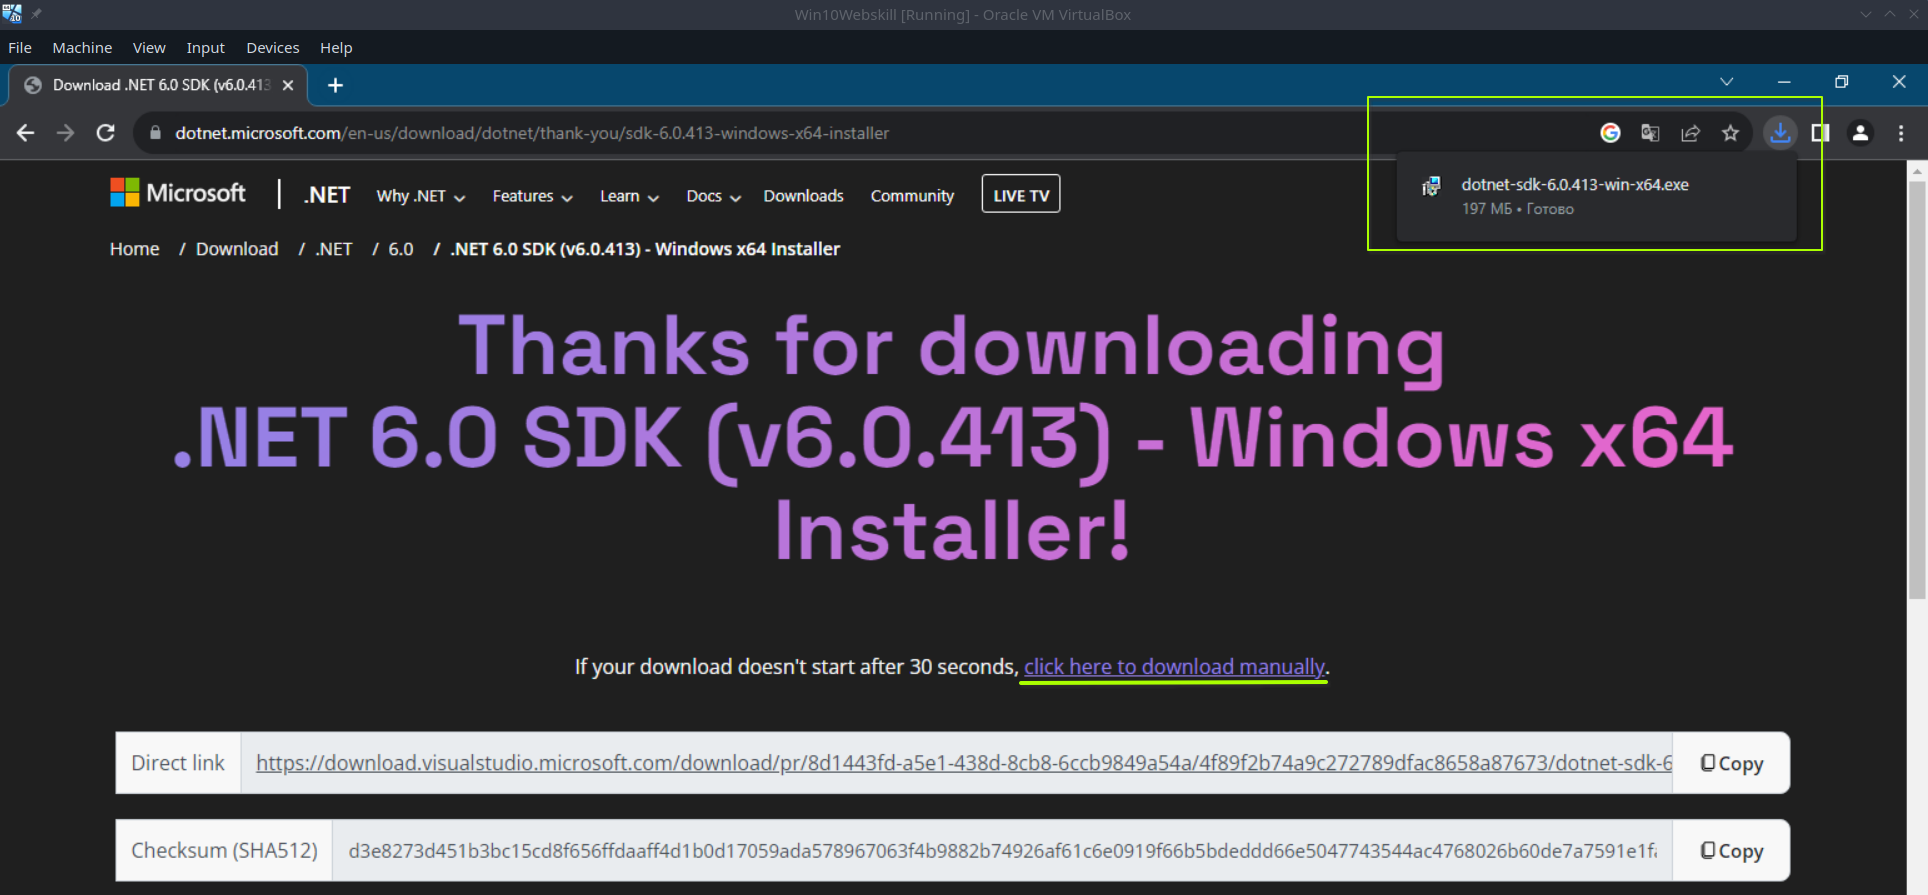 Win10Webskill [Running] - Oracle VM VirtualBox
File Machine View Input Devices Help
Download .NET 6.0 SDK (v6.0.413
dotnet.microsoft.com/en-us/download/dotnet/thank-you/sdk-6.0.413-windows-x64-installer
dotnet-sdk-6.0.413-win-x64.exe
197 МБ • Готово
Microsoft | .NET Why .NET Features Learn Docs Downloads Community LIVE TV
Home / Download / .NET / 6.0 / .NET 6.0 SDK (v6.0.413) - Windows x64 Installer
Thanks for downloading
.NET 6.0 SDK (v6.0.413) - Windows x64
Installer!
If your download doesn't start after 30 seconds, click here to download manually.
Direct link https://download.visualstudio.microsoft.com/download/pr/8d1443fd-a5e1-438d-8cb8-6ccb9849a54a/4f89f2b74a9c272789dfac8658a87673/dotnet-sdk-6 Copy
Checksum (SHA512) d3e8273d451b3bc15cd8f656ffdaaff4d1b0d17059ada578967063f4b9882b74926af61c6e0919f66b5bdeddd66e5047743544ac4768026b60de7a7591e1fa Copy